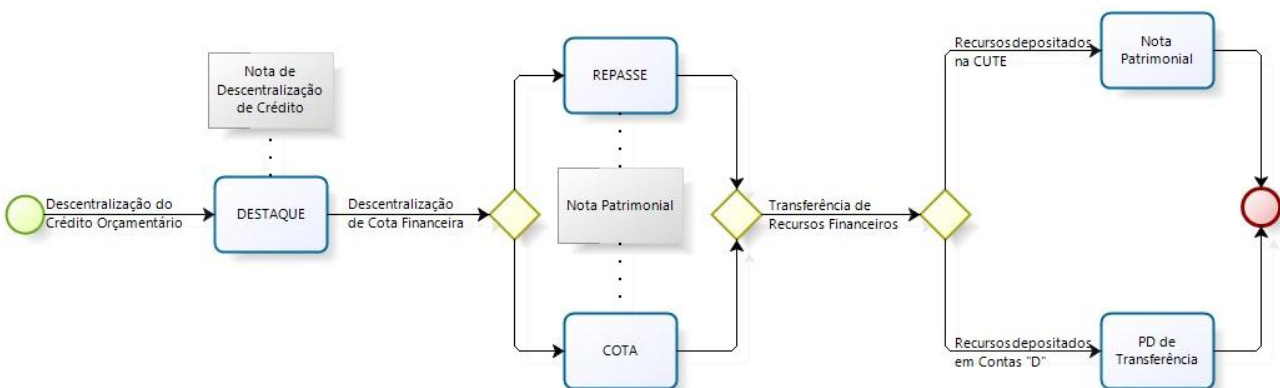 Nota de
Descentralização
de Crédito
Descentralização do
Crédito Orçamentário
DESTAQUE
Descentralização
de Cota Financeira
REPASSE
Nota Patrimonial
COTA
Transferência de
Recursos Financeiros
Recursos depositados
na CUTE
Nota
Patrimonial
Recursos depositados
em Contas "D"
PD de
Transferência